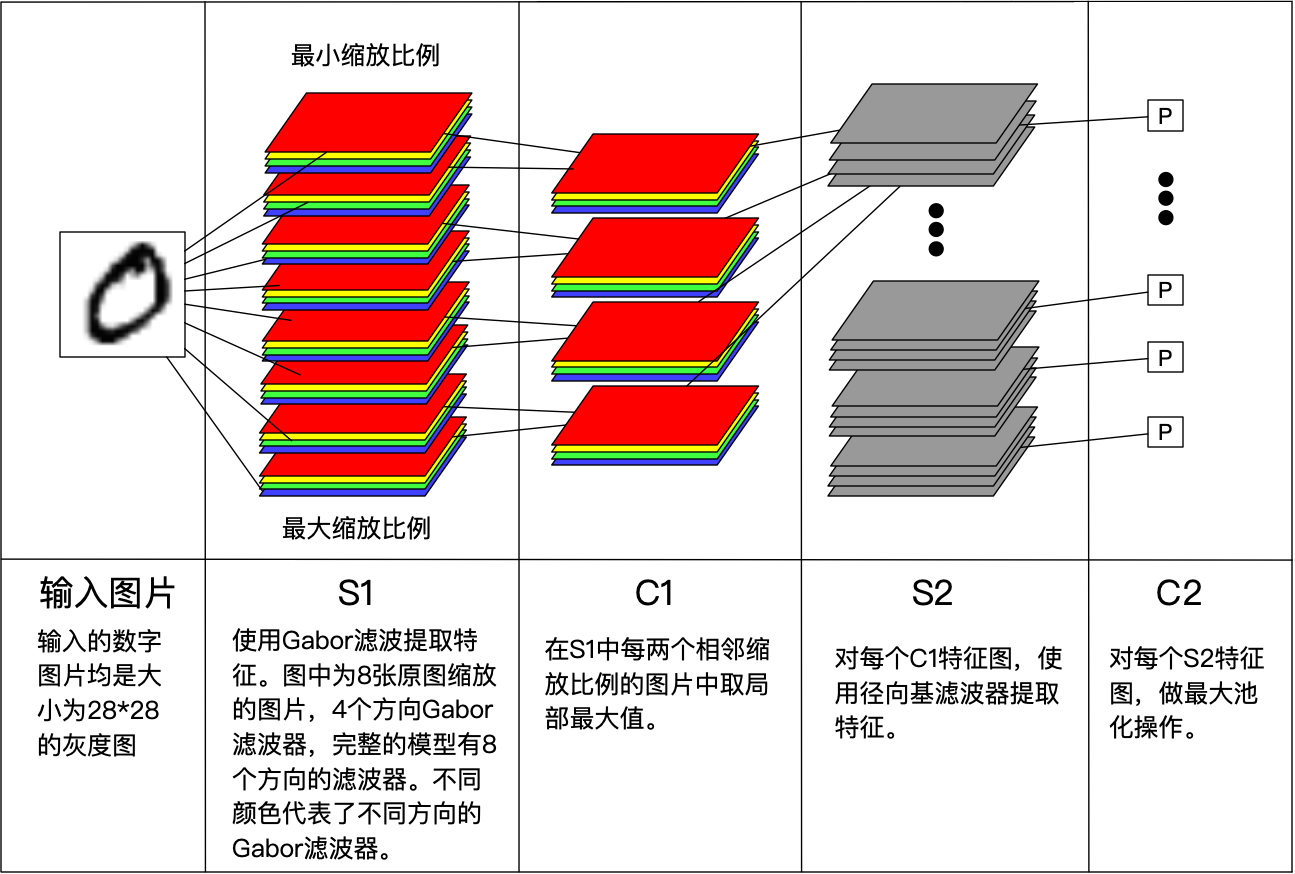 最小缩放比例
P
P
P
P
最大缩放比例
输入图片
输入的数字
图片均是大
小为28*28
的灰度图
S1
使用Gabor滤波提取特
征。图中为8张原图缩放
的图片，4个方向Gabor
滤波器，完整的模型有8
个方向的滤波器。不同
颜色代表了不同方向的
Gabor滤波器。
C1
在S1中每两个相邻缩
放比例的图片中取局
部最大值。
S2
对每个C1特征图，使
用径向基滤波器提取
特征。
C2
对每个S2特征
图，做最大池
化操作。